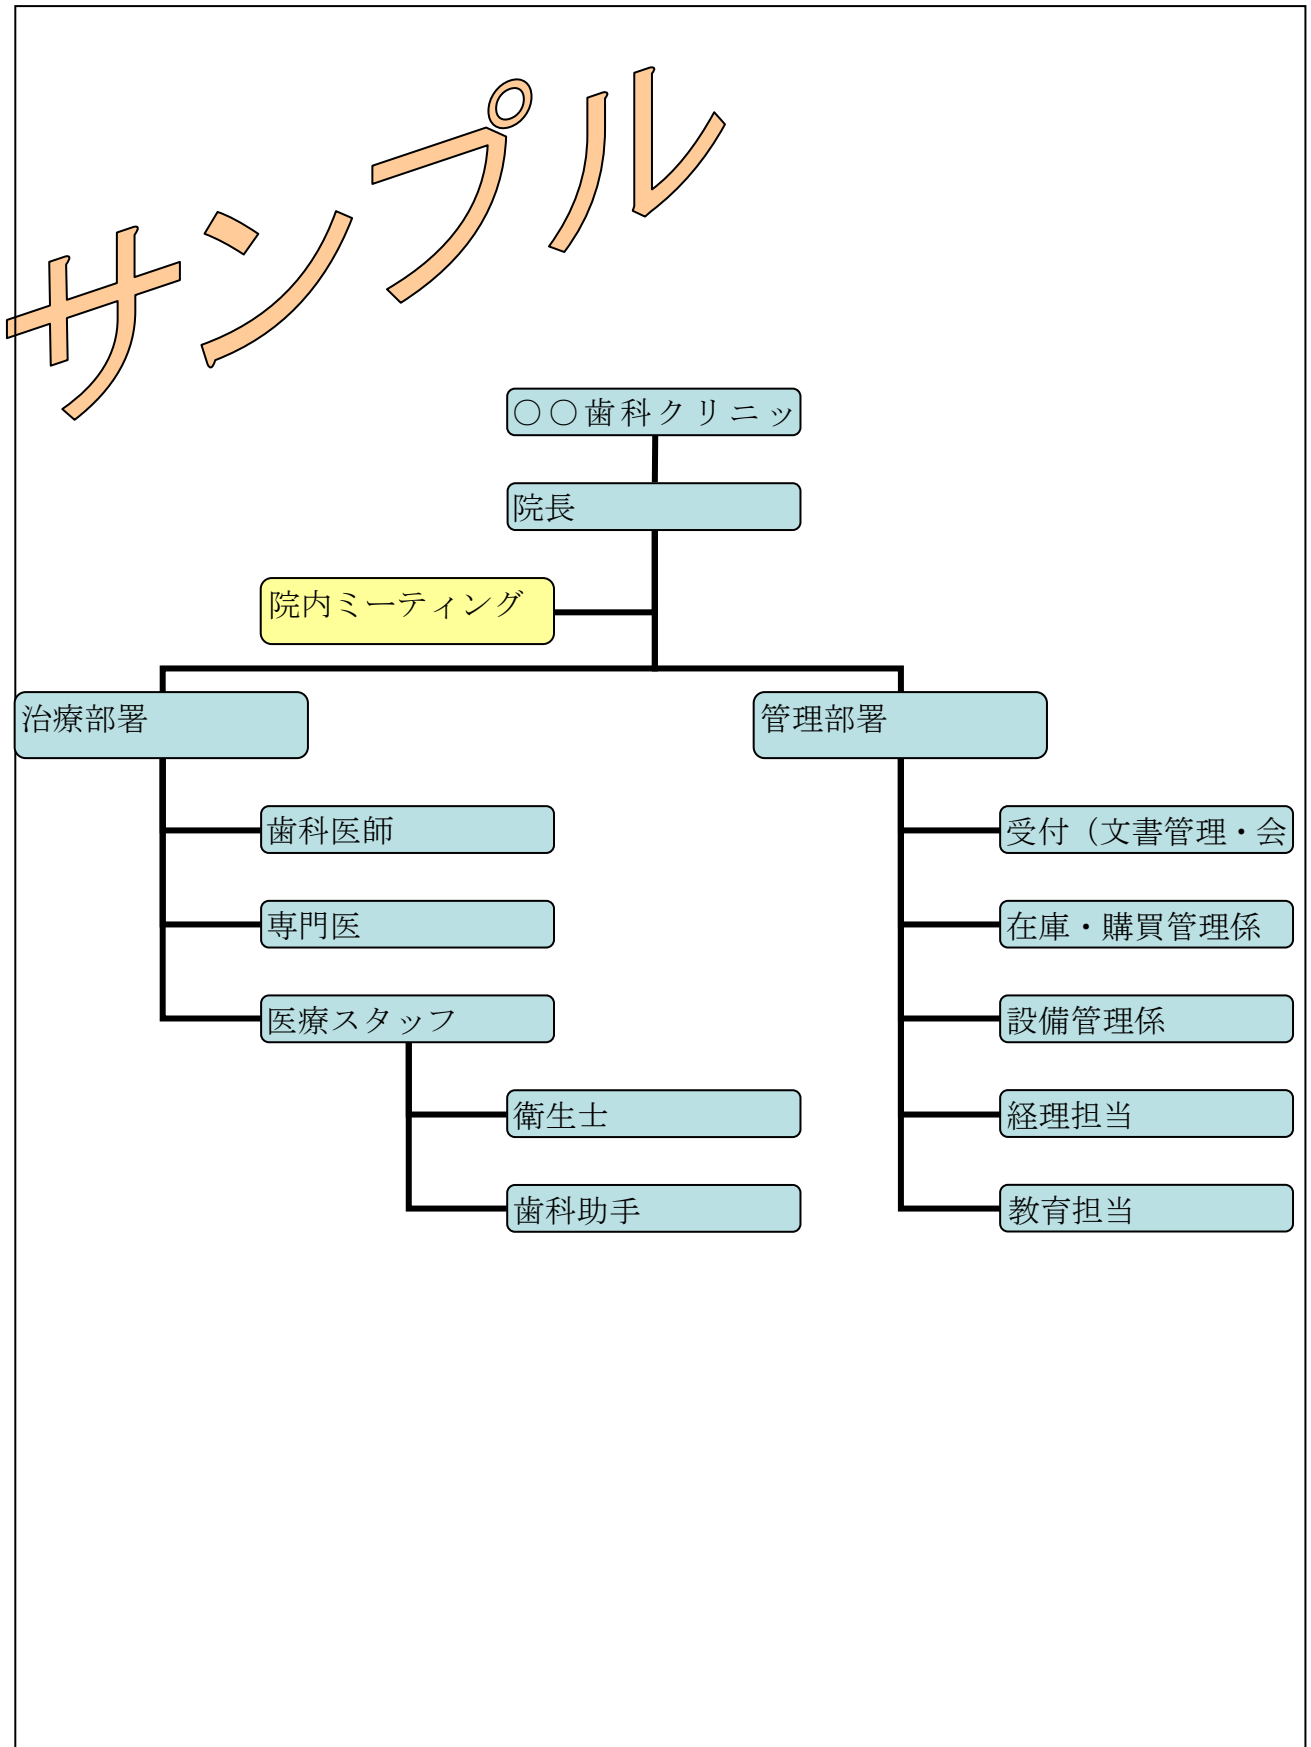 サンプル
〇〇歯科クリニッ
院長
院内ミーティング
治療部署
管理部署
歯科医師
受付（文書管理・会
専門医
在庫・購買管理係
医療スタッフ
設備管理係
衛生士
経理担当
歯科助手
教育担当